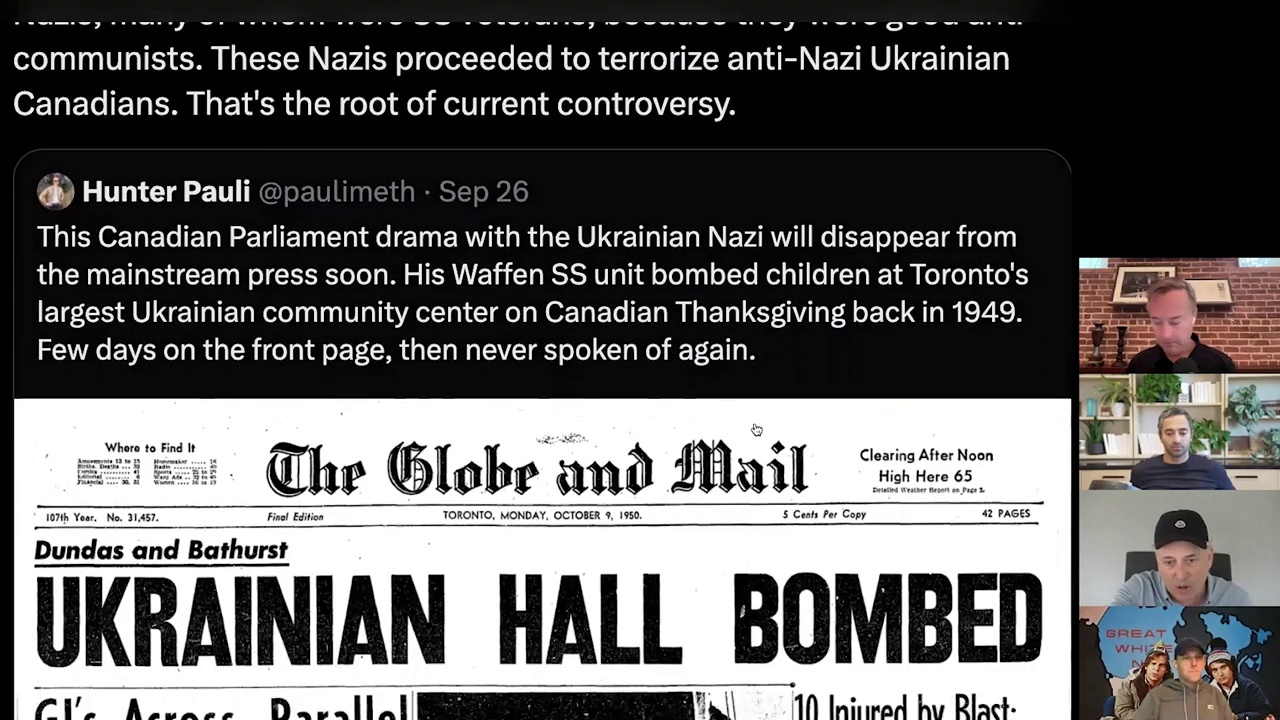 communists. These Nazis proceeded to terrorize anti-Nazi Ukrainian
Canadians. That's the root of current controversy.
Hunter Pauli @paulimeth · Sep 26
This Canadian Parliament drama with the Ukrainian Nazi will disappear from
the mainstream press soon. His Waffen SS unit bombed children at Toronto's
largest Ukrainian community center on Canadian Thanksgiving back in 1949.
Few days on the front page, then never spoken of again.
Where to Find It
The Globe and Mail
Clearing After Noon
High Here 65
Detailed Weather Report on Page 2.
107th Year. No. 31,457.
Final Edition
TORONTO, MONDAY, OCTOBER 9, 1950.
5 Cents Per Copy
42 PAGES
Dundas and Bathurst
UKRAINIAN HALL BOMBED
GI's Across Parallel
10 Injured by Blast:
GREAT
WHITE